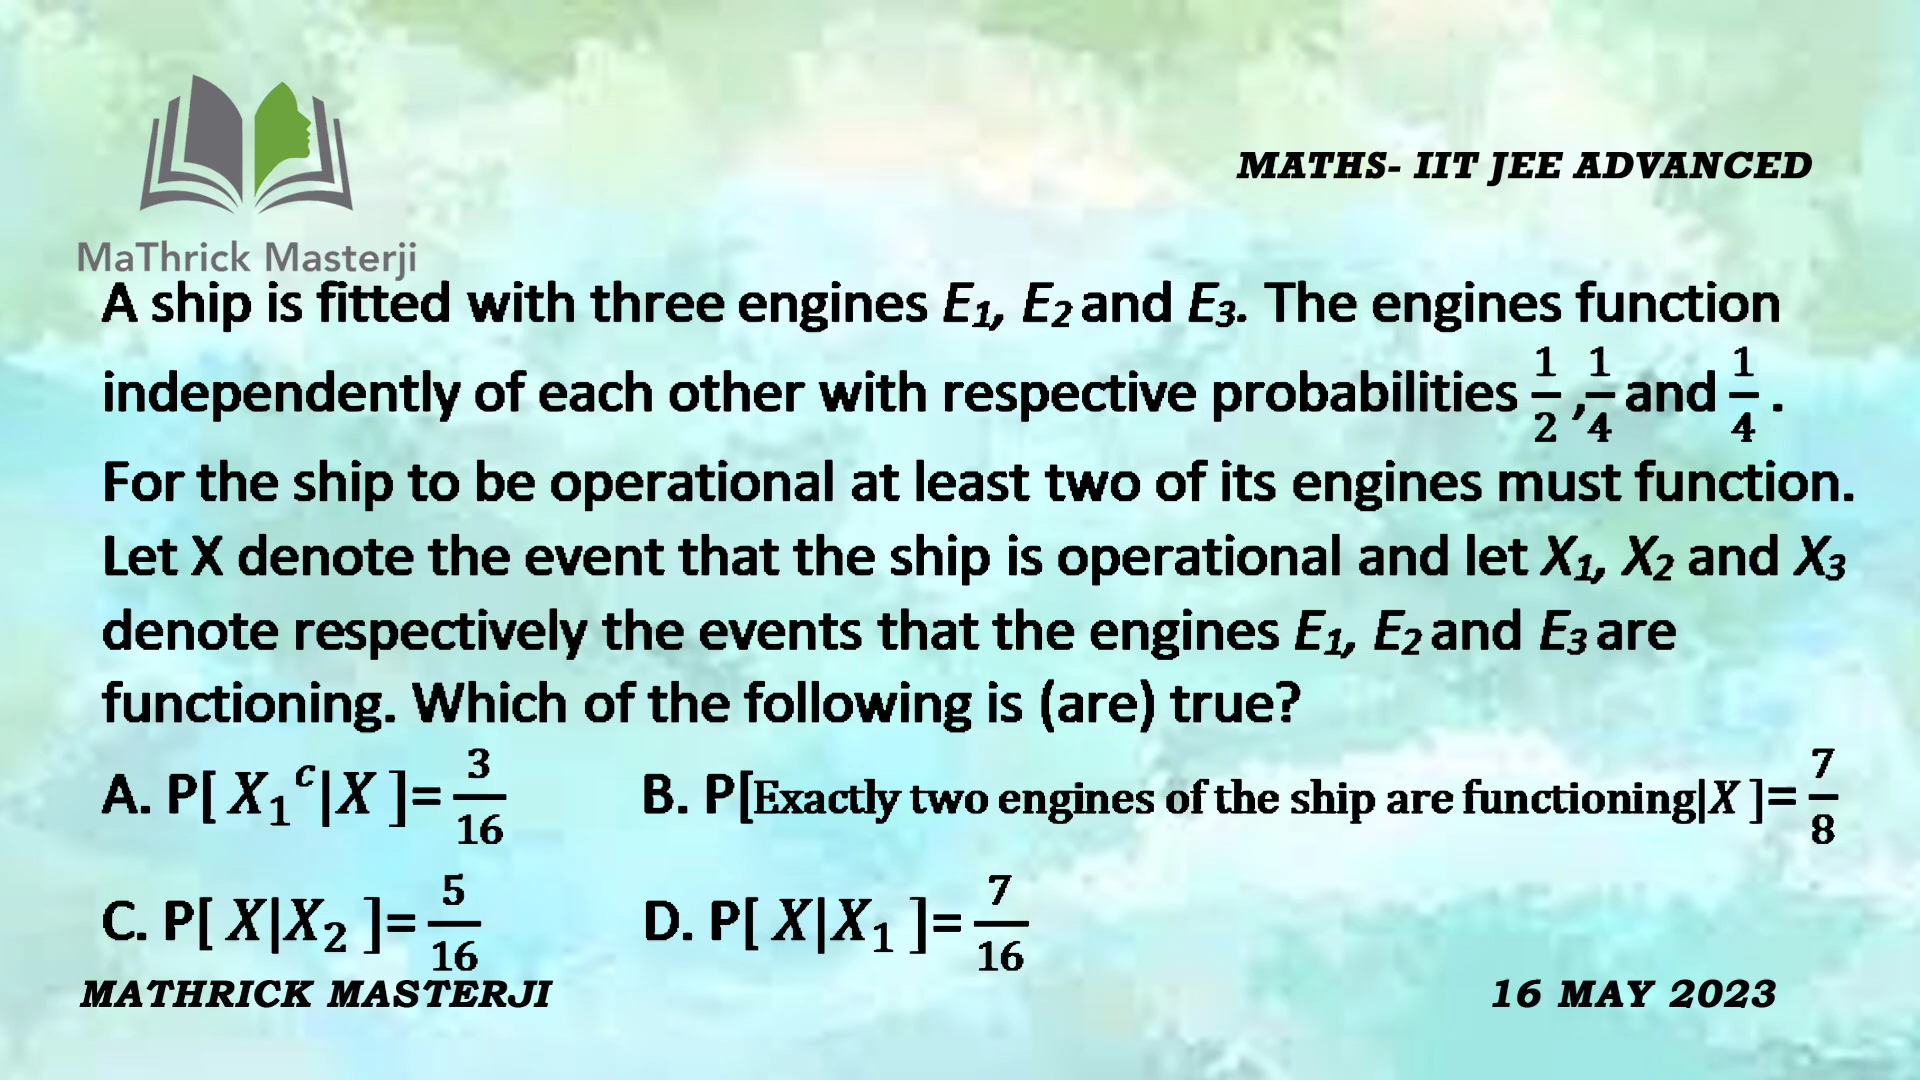 MATHS- IIT JEE ADVANCED
MaThrick Masterji
A ship is fitted with three engines E₁, E₂ and E₃. The engines function
independently of each other with respective probabilities 1/2 ,1/4 and 1/4 .
For the ship to be operational at least two of its engines must function.
Let X denote the event that the ship is operational and let X₁, X₂ and X₃
denote respectively the events that the engines E₁, E₂ and E₃ are
functioning. Which of the following is (are) true?
A. P[ X₁ᶜ|X ]= 3/16 B. P[Exactly two engines of the ship are functioning|X ]= 7/8
C. P[ X|X₂ ]= 5/16 D. P[ X|X₁ ]= 7/16
MATHRICK MASTERJI 16 MAY 2023